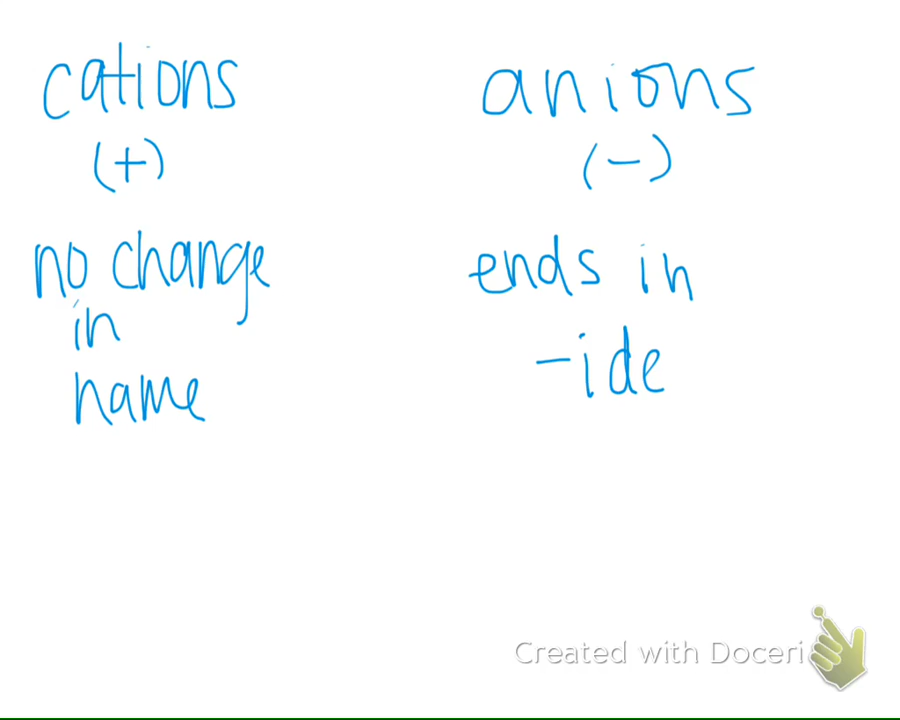 cations
(+)
no change
in
name
anions
(-)
ends in
-ide
Created with Doceri